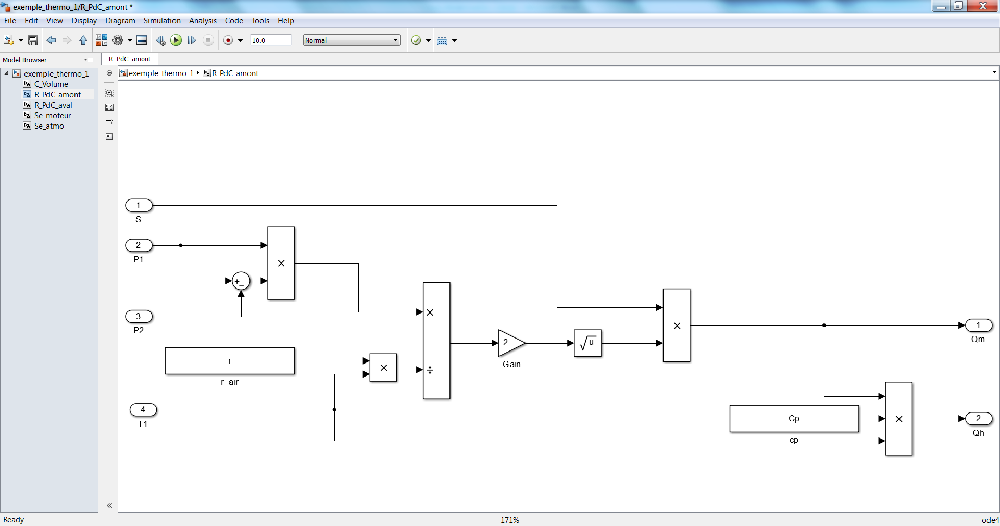 exemple_thermo_1/R_PdC_amont *
File Edit View Display Diagram Simulation Analysis Code Tools Help
10.0 Normal
Model Browser
R_PdC_amont
exemple_thermo_1 R_PdC_amont
exemple_thermo_1
C_Volume
R_PdC_amont
R_PdC_aval
Se_moteur
Se_atmo
1
S
2
P1
+
−
×
3
P2
r
r_air
×
4
T1
×
÷
2
Gain
√u
×
1
Qm
Cp
cp
×
2
Qh
Ready 171% ode4